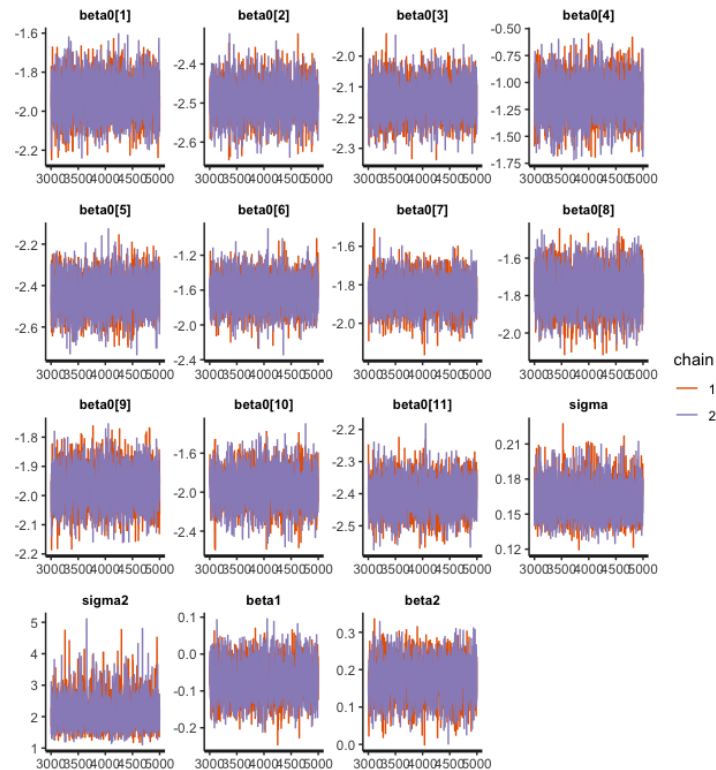 beta0[1] beta0[2] beta0[3] beta0[4]
-1.6 -1.8 -2.0 -2.2
-2.4 -2.5 -2.6
-2.0 -2.1 -2.2 -2.3
-0.50 -0.75 -1.00 -1.25 -1.50 -1.75
3000 3500 4000 4500 5000 3000 3500 4000 4500 5000 3000 3500 4000 4500 5000 3000 3500 4000 4500 5000
beta0[5] beta0[6] beta0[7] beta0[8]
-2.2 -2.4 -2.6
-1.2 -1.6 -2.0 -2.4
-1.6 -1.8 -2.0
-1.6 -1.8 -2.0
3000 3500 4000 4500 5000 3000 3500 4000 4500 5000 3000 3500 4000 4500 5000 3000 3500 4000 4500 5000
chain
1
2
beta0[9] beta0[10] beta0[11] sigma
-1.8 -1.9 -2.0 -2.1 -2.2
-1.6 -2.0 -2.4
-2.2 -2.3 -2.4 -2.5
0.21 0.18 0.15 0.12
3000 3500 4000 4500 5000 3000 3500 4000 4500 5000 3000 3500 4000 4500 5000 3000 3500 4000 4500 5000
sigma2 beta1 beta2
5 4 3 2 1
0.1 0.0 -0.1 -0.2
0.3 0.2 0.1 0.0
3000 3500 4000 4500 5000 3000 3500 4000 4500 5000 3000 3500 4000 4500 5000